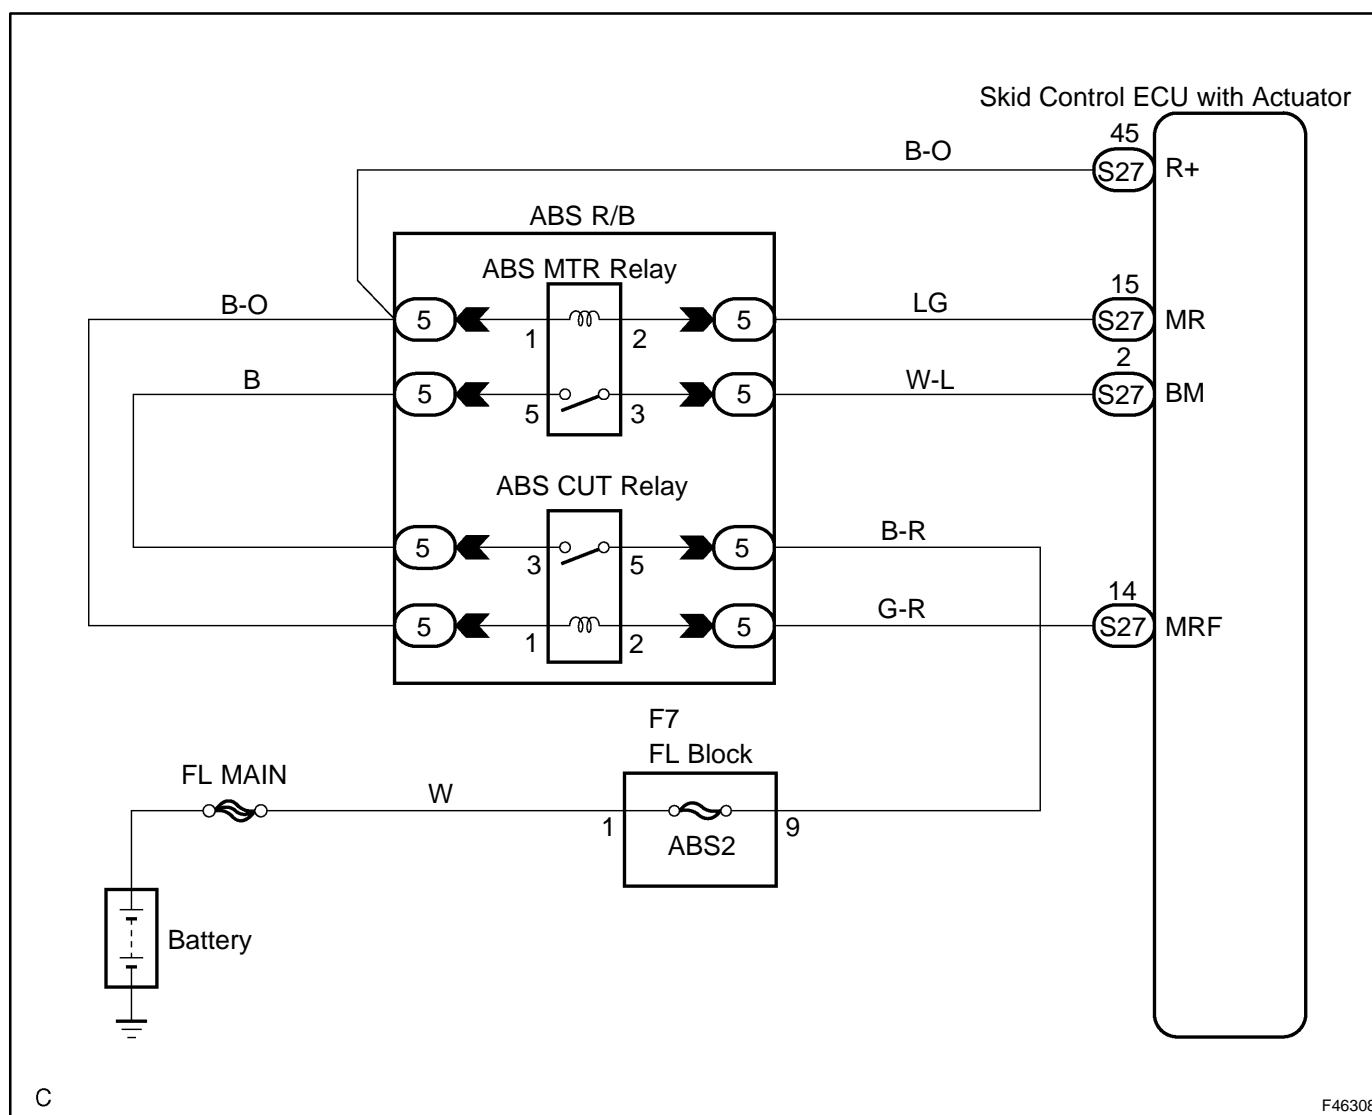 Skid Control ECU with Actuator
45
B-O
S27 R+
ABS R/B
ABS MTR Relay
15
B-O
5
1
2
5
LG
S27 MR
2
B
5
5
3
5
W-L
S27 BM
ABS CUT Relay
5
3
5
5
B-R
14
5
1
2
5
G-R
S27 MRF
F7
FL Block
FL MAIN
W
1
ABS2
9
Battery
C
F46308